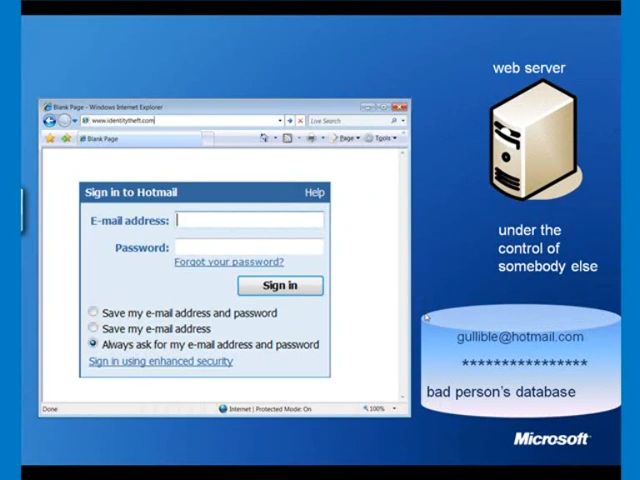 web server
Blank Page - Windows Internet Explorer
www.identitytheft.com
Live Search
Blank Page
Page
Tools
Sign in to Hotmail
Help
E-mail address:
Password:
Forgot your password?
Sign in
Save my e-mail address and password
Save my e-mail address
Always ask for my e-mail address and password
Sign in using enhanced security
Done
Internet | Protected Mode: On
100%
under the
control of
somebody else
gullible@hotmail.com
****************
bad person's database
Microsoft